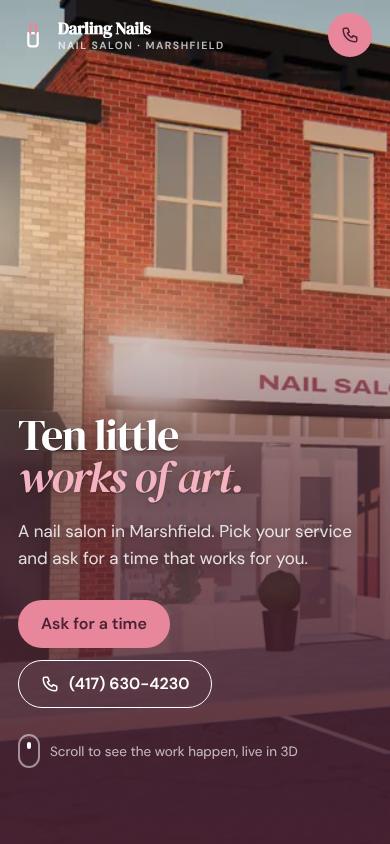 Darling Nails
NAIL SALON · MARSHFIELD
NAIL SAL
Ten little
works of art.
A nail salon in Marshfield. Pick your service
and ask for a time that works for you.
Ask for a time
(417) 630-4230
Scroll to see the work happen, live in 3D